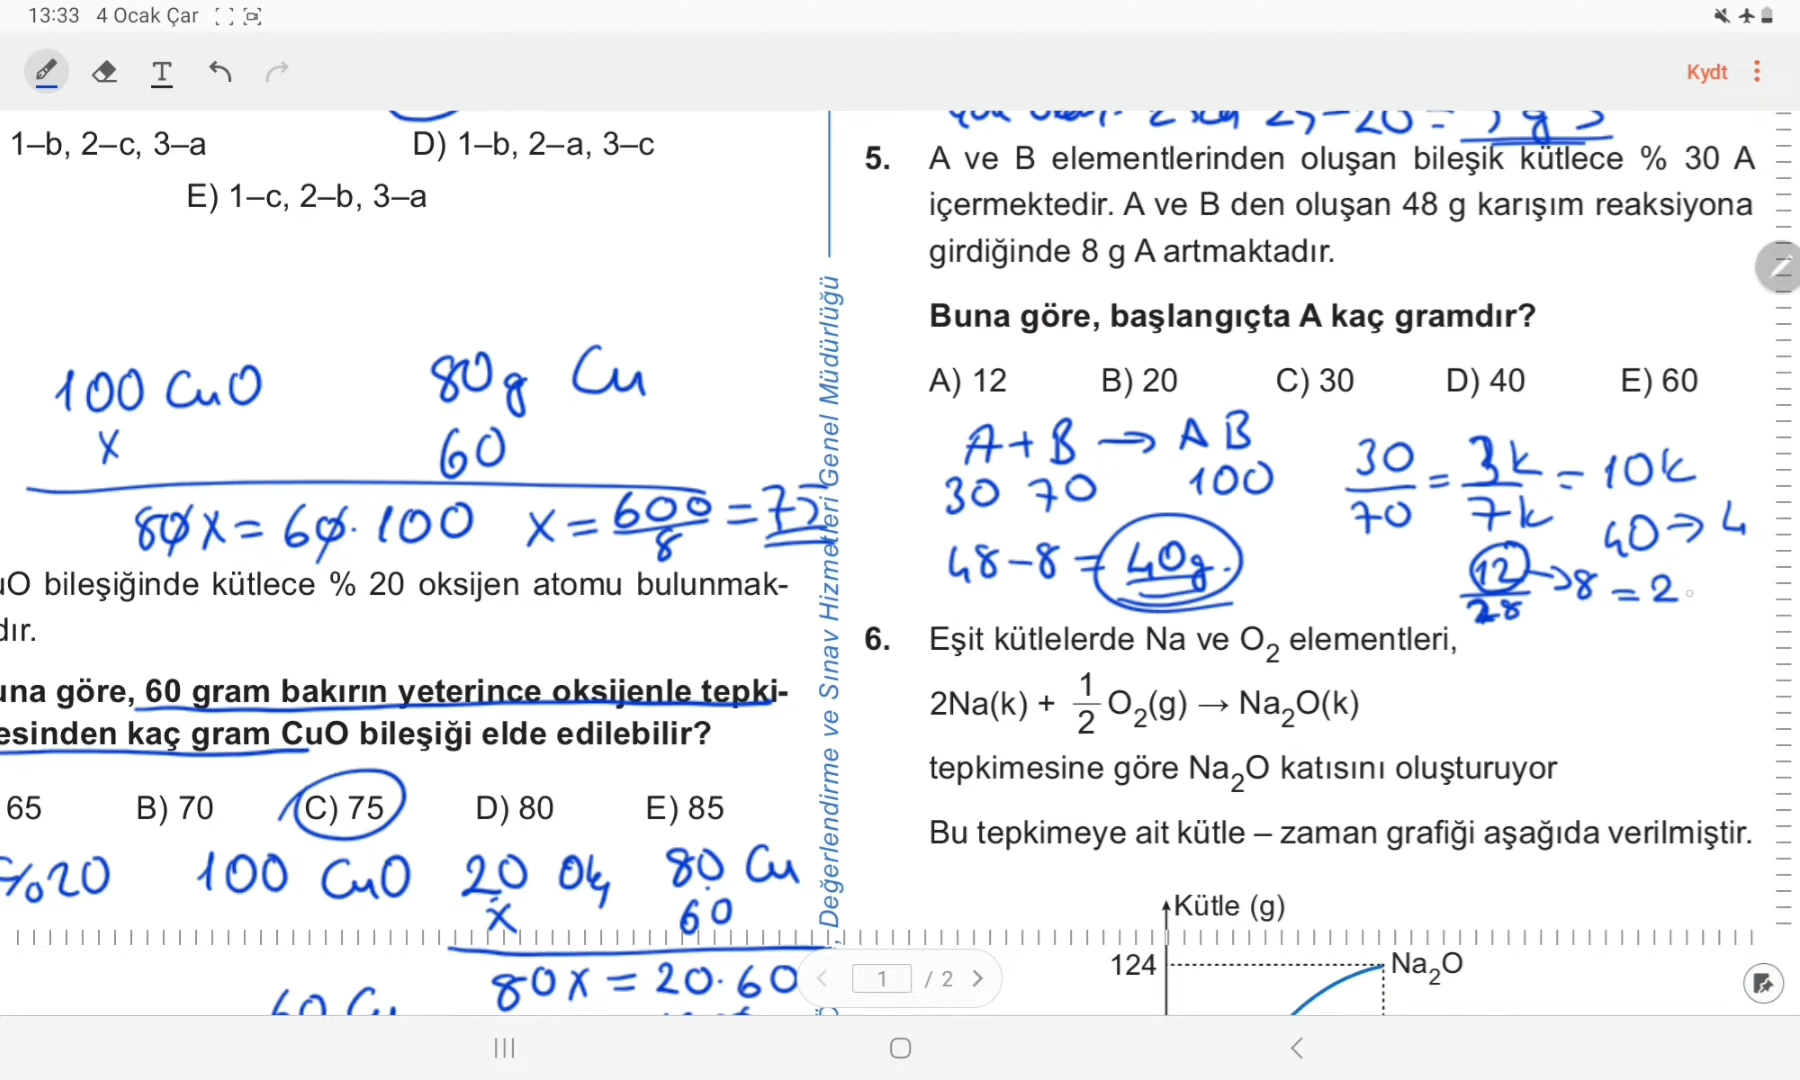 13:33 4 Ocak Çar
T
Kydt
1–b, 2–c, 3–a
D) 1–b, 2–a, 3–c
E) 1–c, 2–b, 3–a
100 CuO 80g Cu
x 60
80x = 60·100 x = 600/8 = 75
uO bileşiğinde kütlece % 20 oksijen atomu bulunmak-
dır.
una göre, 60 gram bakırın yeterince oksijenle tepki-
esinden kaç gram CuO bileşiği elde edilebilir?
65 B) 70 C) 75 D) 80 E) 85
%20 100 CuO 20 Ok 80 Cu
x 60
80x = 20·60
60 Cu
Değerlendirme ve Sınav Hizmetleri Genel Müdürlüğü
5. A ve B elementlerinden oluşan bileşik kütlece % 30 A
içermektedir. A ve B den oluşan 48 g karışım reaksiyona
girdiğinde 8 g A artmaktadır.
Buna göre, başlangıçta A kaç gramdır?
A) 12 B) 20 C) 30 D) 40 E) 60
A + B → AB
30 70 100
48 – 8 = 40g.
30/70 = 3k/7k = 10k
40 → 4
12/28 → 8 = 2
6. Eşit kütlelerde Na ve O2 elementleri,
2Na(k) + 1/2 O2(g) → Na2O(k)
tepkimesine göre Na2O katısını oluşturuyor
Bu tepkimeye ait kütle – zaman grafiği aşağıda verilmiştir.
Kütle (g)
124
Na2O
1 / 2